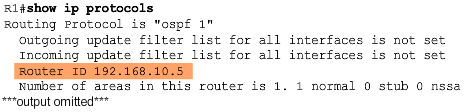 R1#show ip protocols
Routing Protocol is "ospf 1"
Outgoing update filter list for all interfaces is not set
Incoming update filter list for all interfaces is not set
Router ID 192.168.10.5
Number of areas in this router is 1. 1 normal 0 stub 0 nssa
***output omitted***